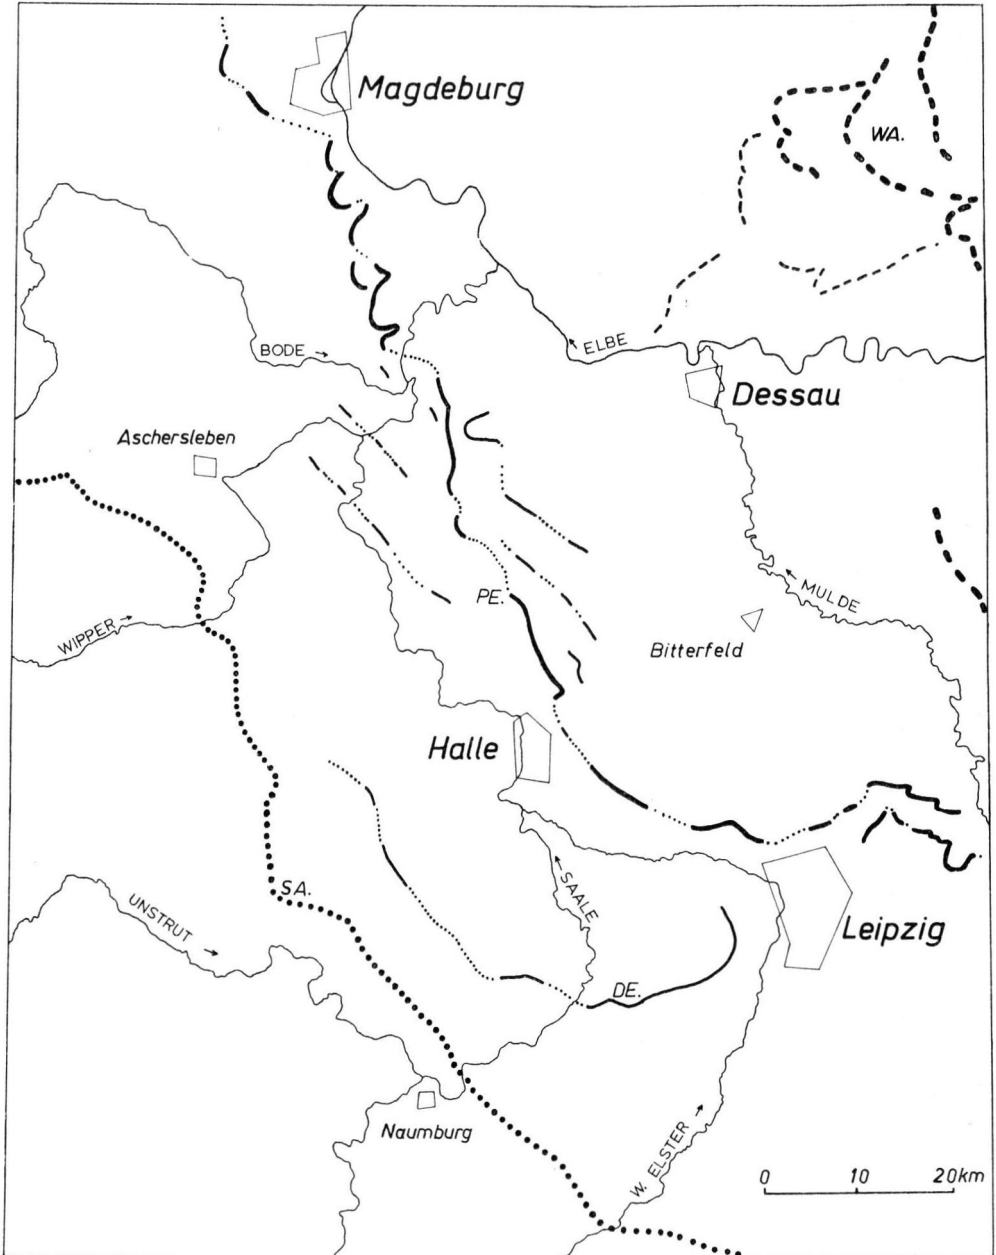 Magdeburg
WA.
BODE →
ELBE
Dessau
Aschersleben
MULDE
PE.
WIPPER →
Bitterfeld
Halle
SA.
SAALE
UNSTRUT →
Leipzig
DE.
Naumburg
W. ELSTER →
0 10 20km